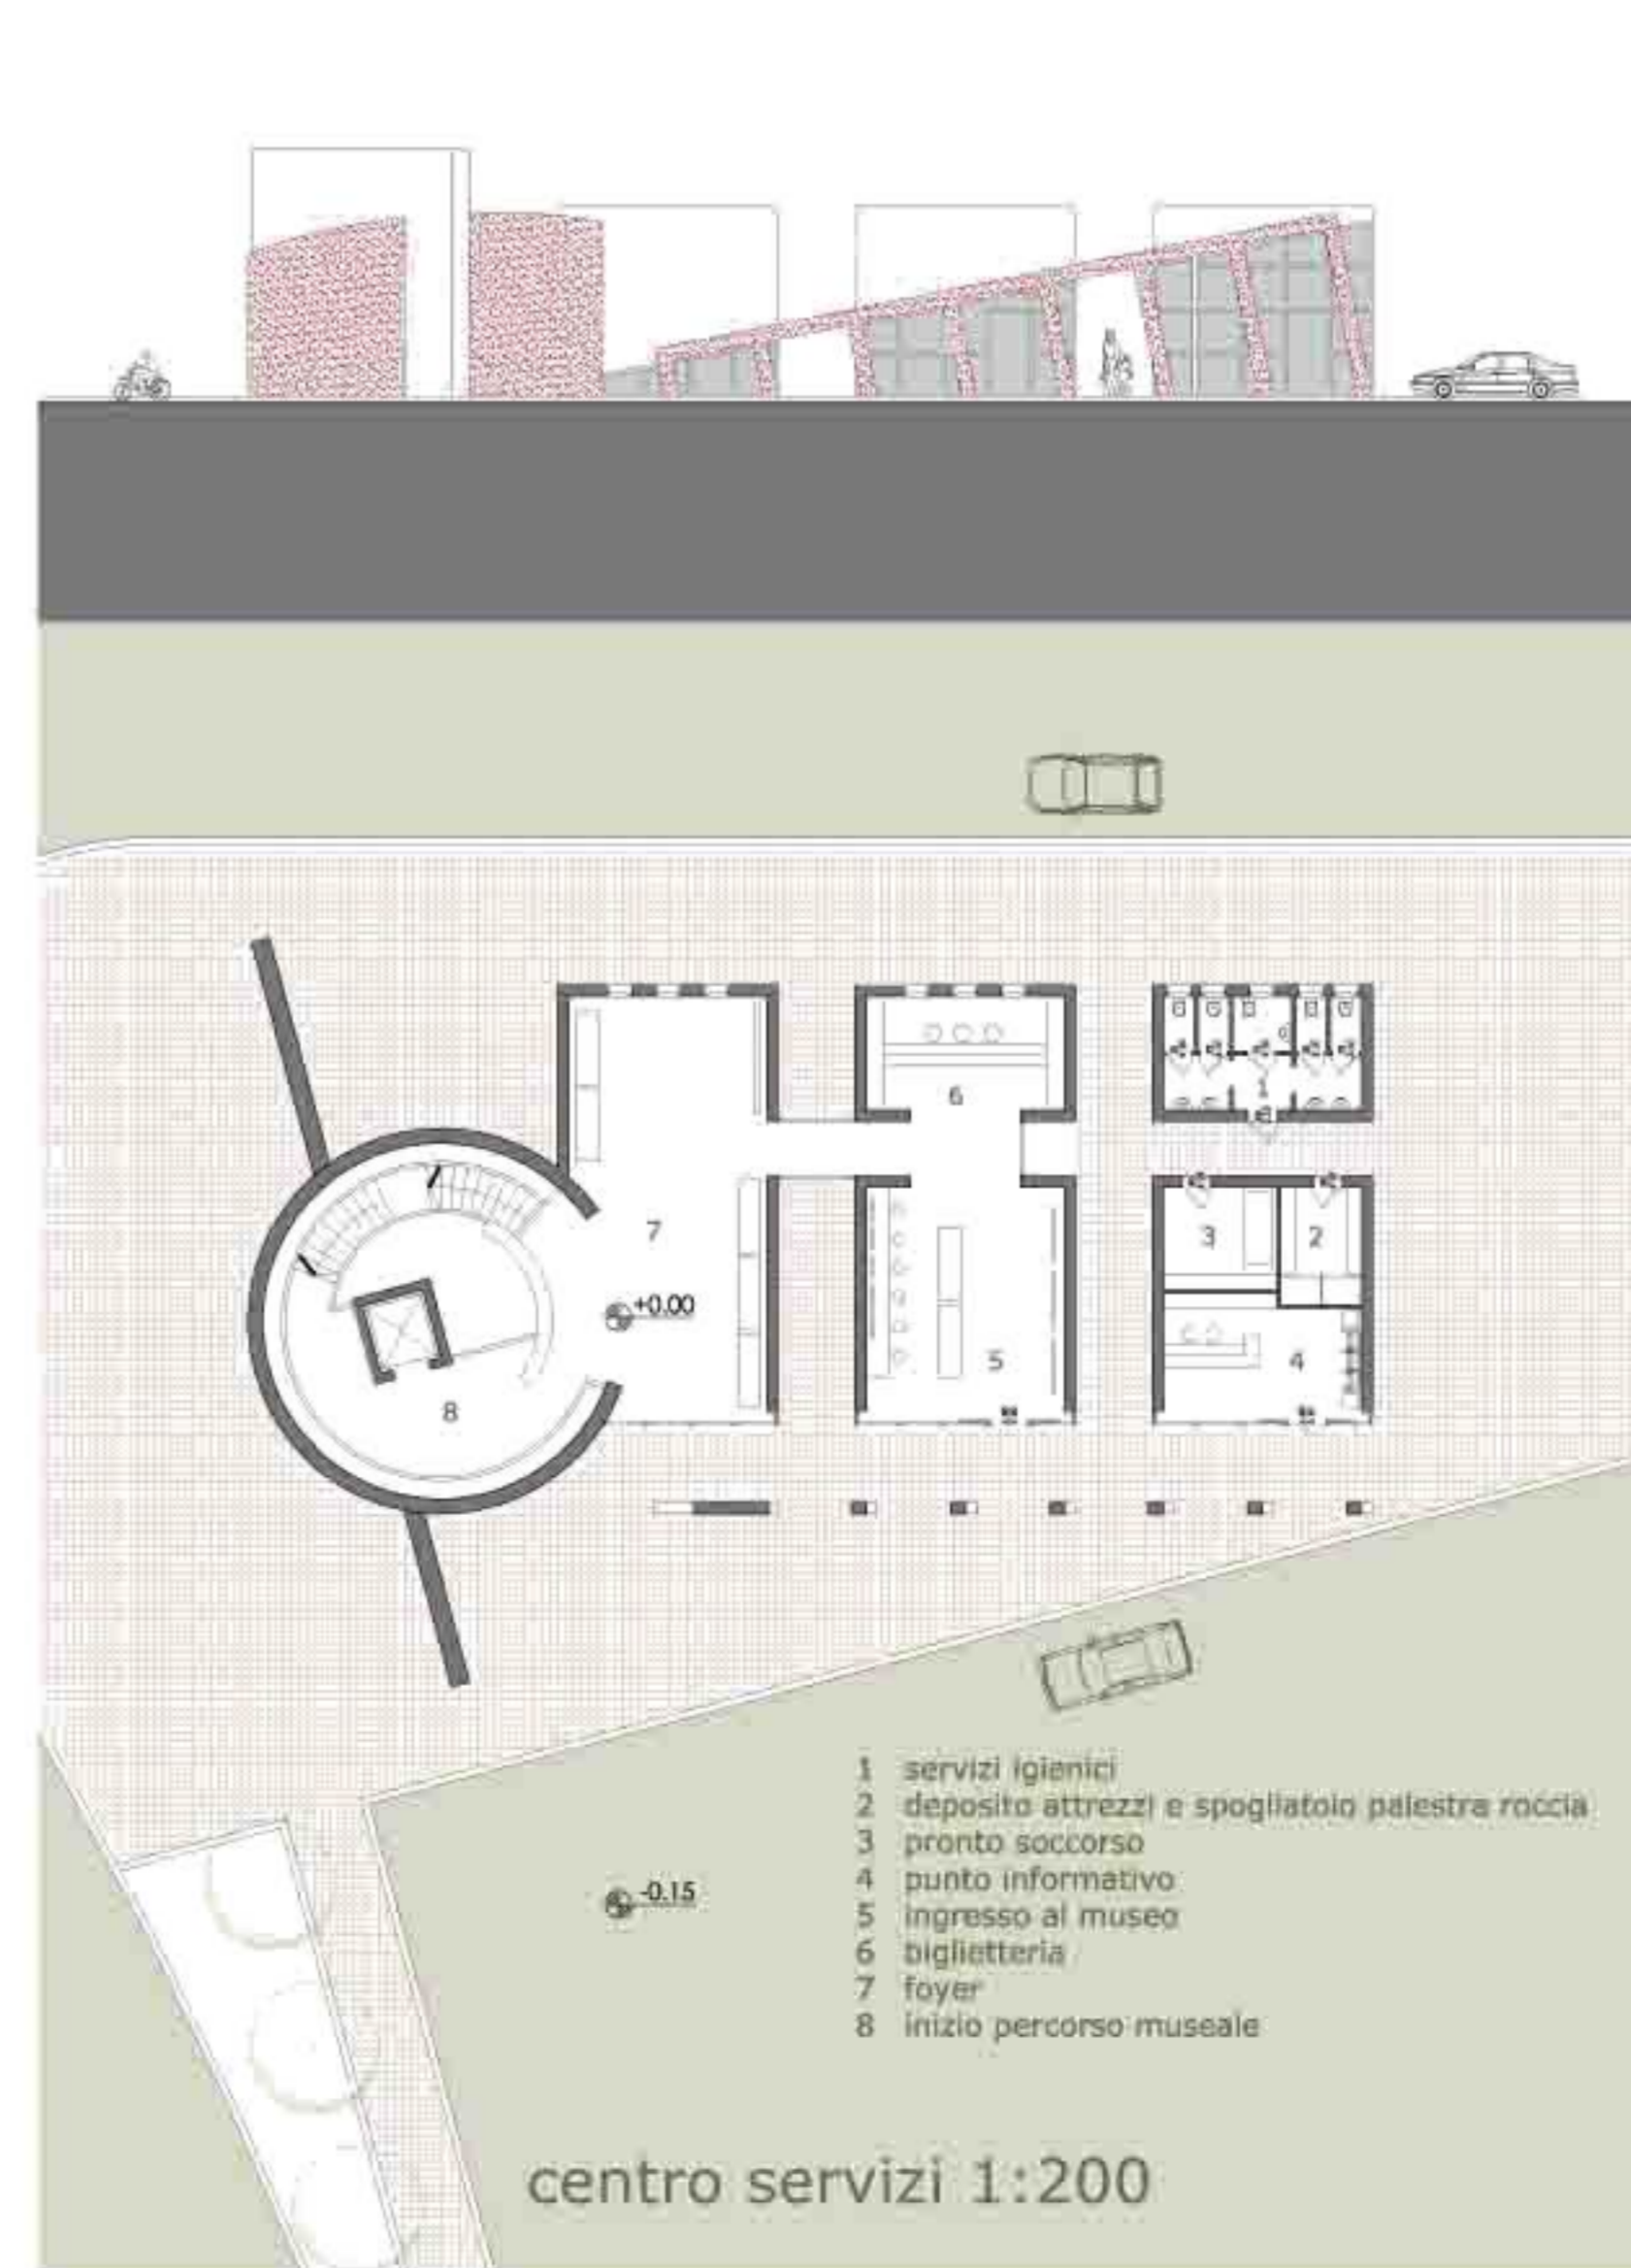 6
1
7
3
2
+0.00
5
4
8
1 servizi igienici
2 deposito attrezzi e spogliatoio palestra roccia
3 pronto soccorso
4 punto informativo
5 ingresso al museo
6 biglietteria
7 foyer
8 inizio percorso museale
-0.15
centro servizi 1:200